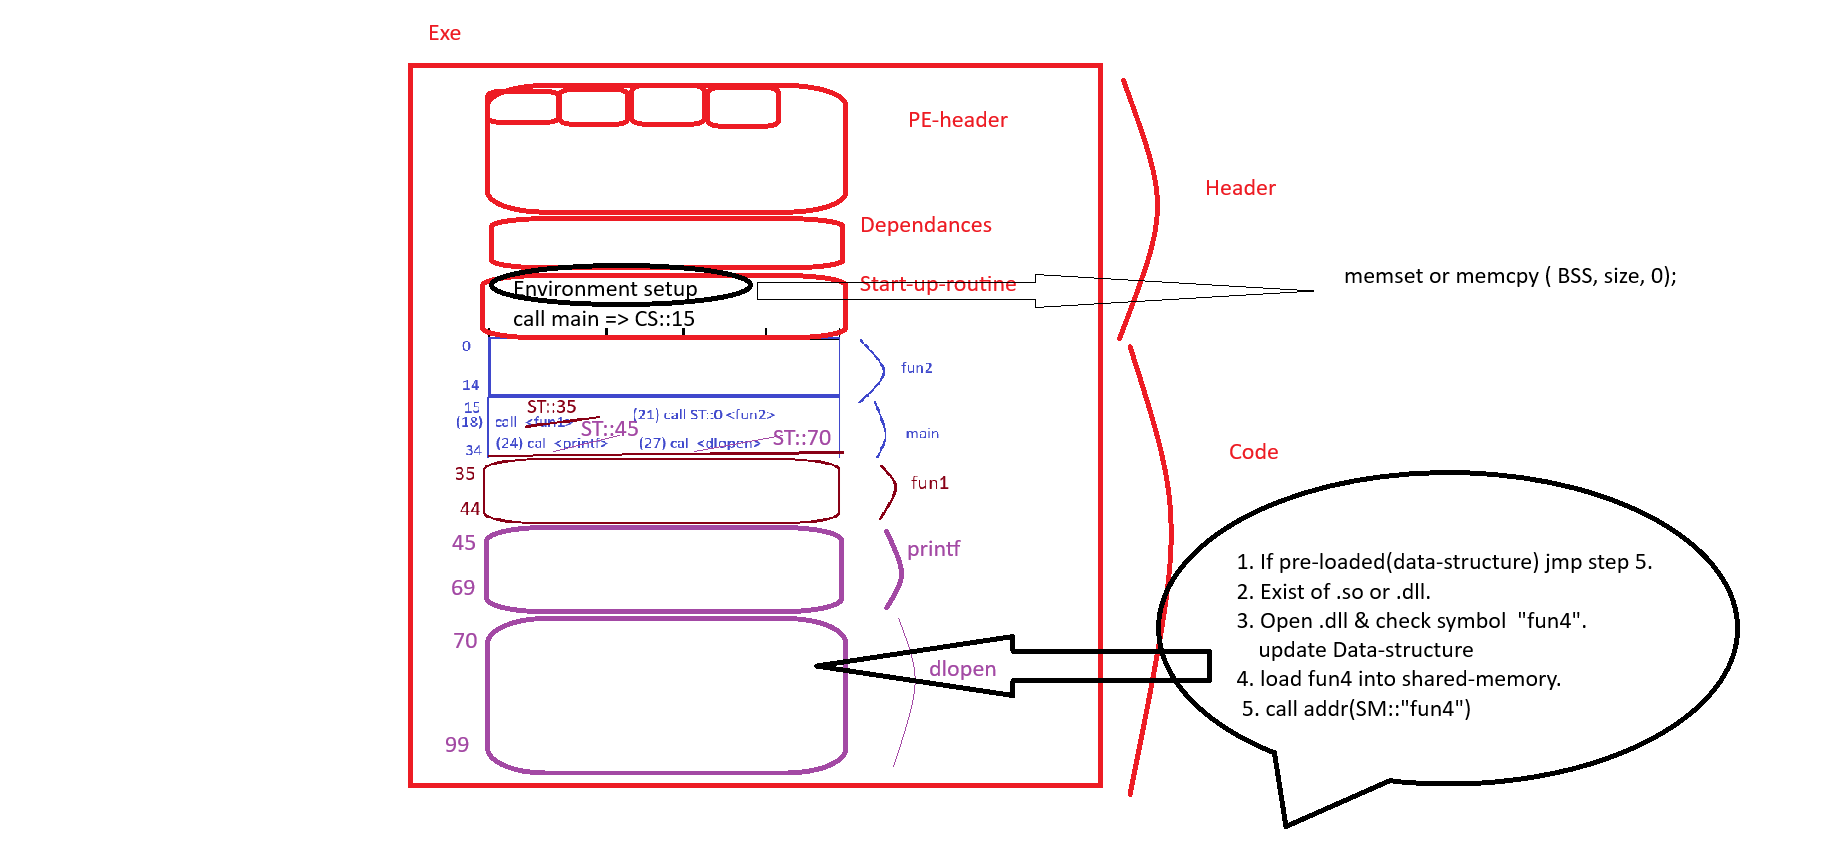 Exe
PE-header
Header
Dependances
Start-up-routine
Environment setup
memset or memcpy ( BSS, size, 0);
call main => CS::15
0
fun2
14
15
ST::35
(18) call <fun1> (21) call ST::0 <fun2>
ST::45
main
(24) cal <printf> (27) cal <dlopen> ST::70
34
Code
35
fun1
44
45
printf
69
70
dlopen
99
1. If pre-loaded(data-structure) jmp step 5.
2. Exist of .so or .dll.
3. Open .dll & check symbol "fun4".
update Data-structure
4. load fun4 into shared-memory.
5. call addr(SM::"fun4")